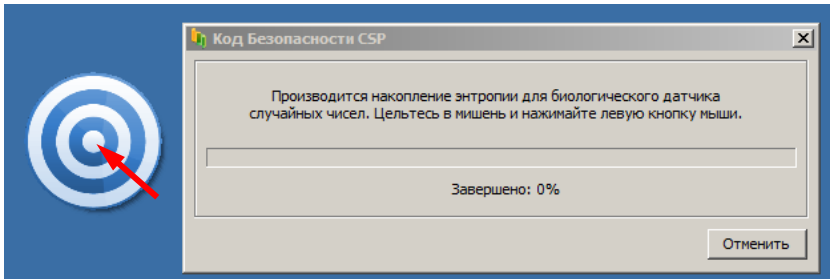 Код Безопасности CSP
Производится накопление энтропии для биологического датчика
случайных чисел. Цельтесь в мишень и нажимайте левую кнопку мыши.
Завершено: 0%
Отменить